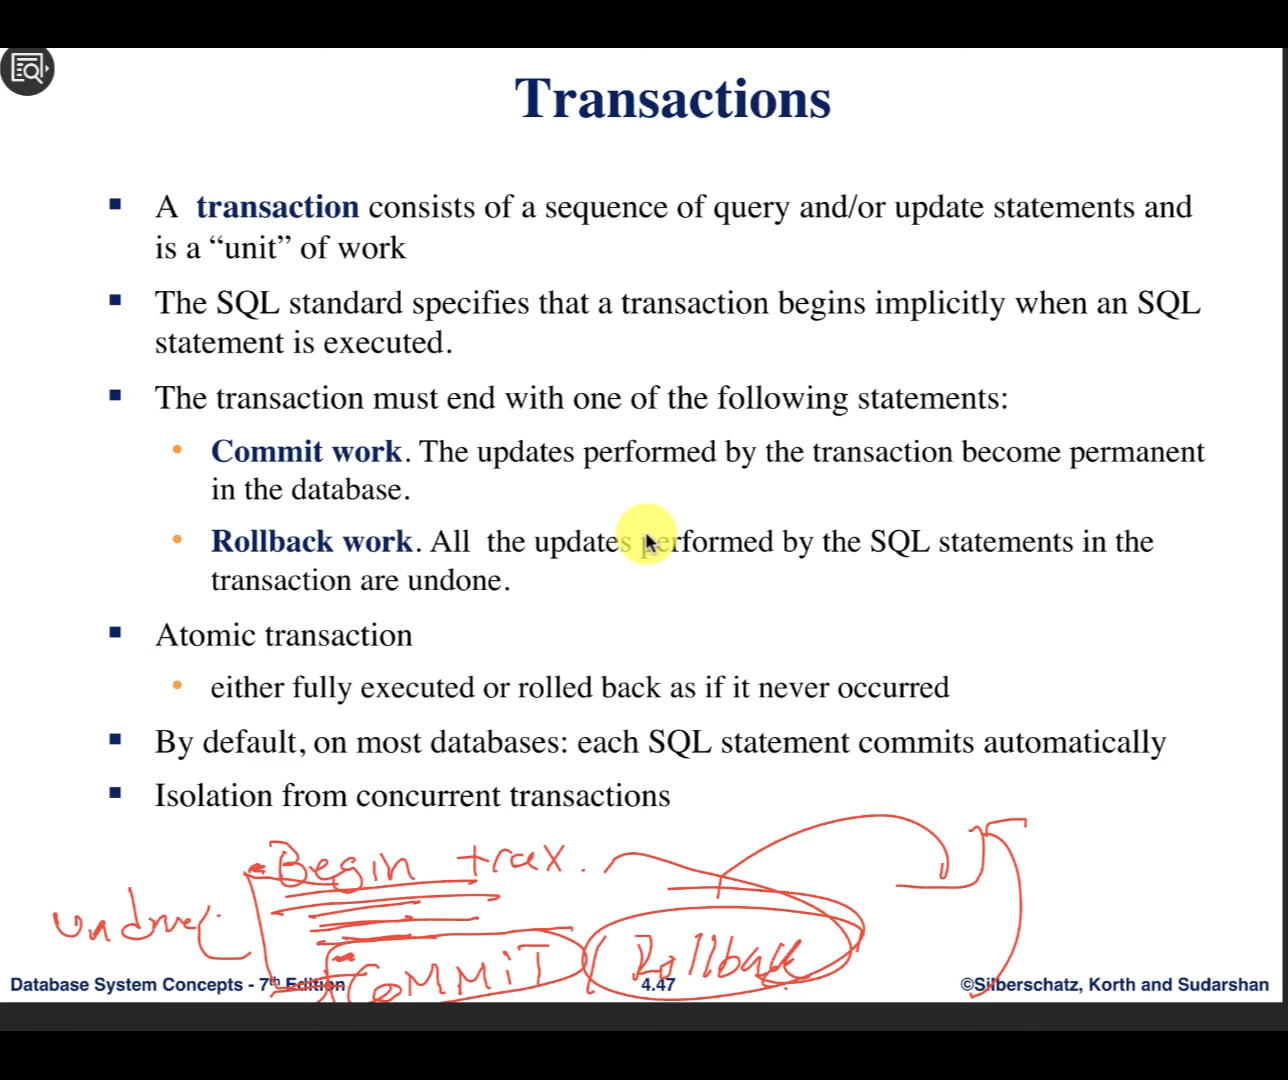 Transactions
▪ A transaction consists of a sequence of query and/or update statements and
is a “unit” of work
▪ The SQL standard specifies that a transaction begins implicitly when an SQL
statement is executed.
▪ The transaction must end with one of the following statements:
• Commit work. The updates performed by the transaction become permanent
in the database.
• Rollback work. All the updates performed by the SQL statements in the
transaction are undone.
▪ Atomic transaction
• either fully executed or rolled back as if it never occurred
▪ By default, on most databases: each SQL statement commits automatically
▪ Isolation from concurrent transactions
Begin trax.
COMMIT
Rollback
Database System Concepts - 7th Edition
4.47
©Silberschatz, Korth and Sudarshan